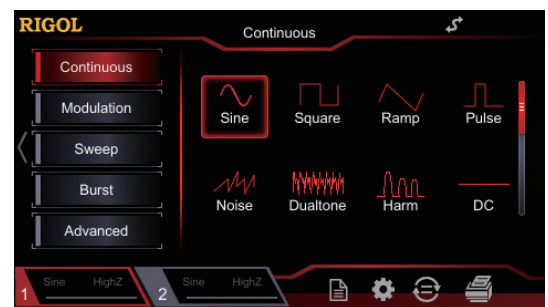 RIGOL
Continuous
Continuous
Modulation
Sweep
Burst
Advanced
Sine Square Ramp Pulse
Noise Dualtone Harm DC
1 Sine HighZ 2 Sine HighZ